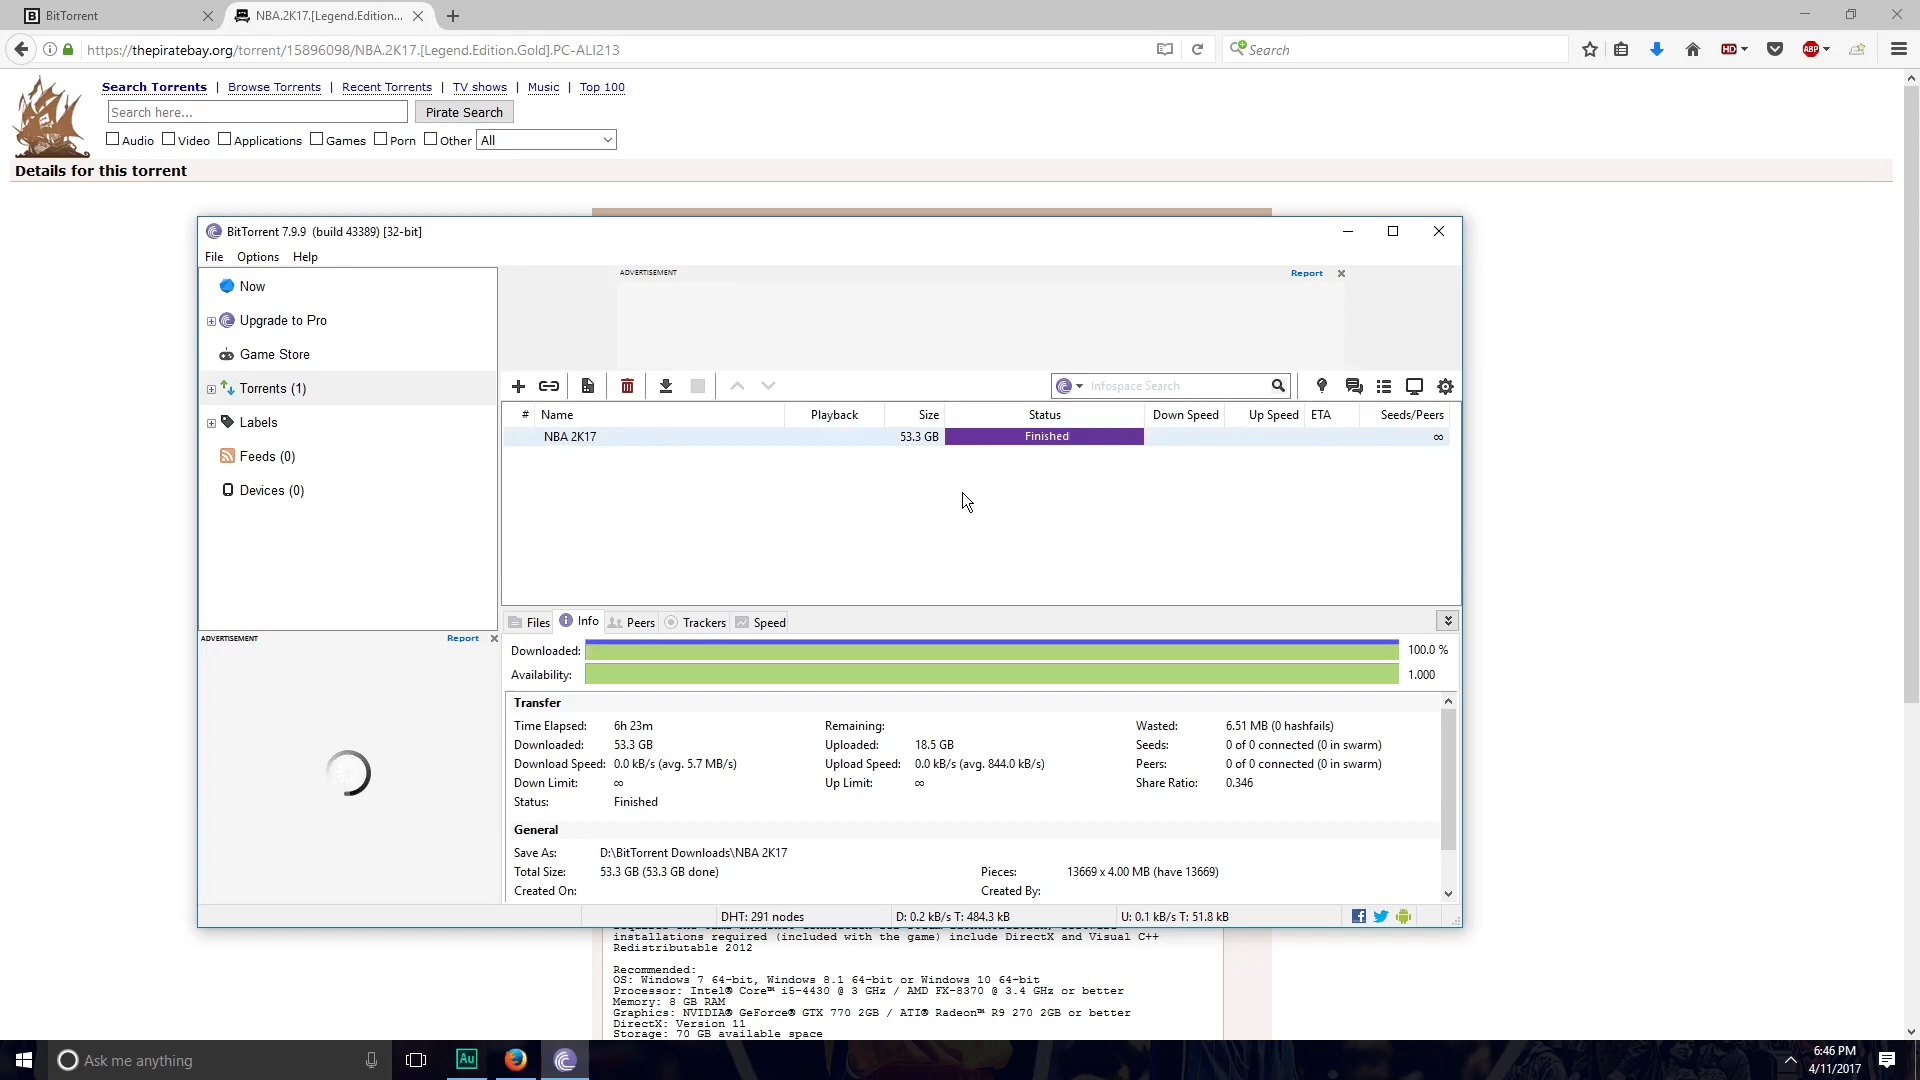 BitTorrent
NBA.2K17.[Legend.Edition...
https://thepiratebay.org/torrent/15896098/NBA.2K17.[Legend.Edition.Gold].PC-ALI213
Search
HD
ABP
Search Torrents | Browse Torrents | Recent Torrents | TV shows | Music | Top 100
Search here...
Pirate Search
Audio Video Applications Games Porn Other All
Details for this torrent
BitTorrent 7.9.9 (build 43389) [32-bit]
File Options Help
Now
Upgrade to Pro
Game Store
Torrents (1)
Labels
Feeds (0)
Devices (0)
ADVERTISEMENT
Report
ADVERTISEMENT
Report
Infospace Search
# Name Playback Size Status Down Speed Up Speed ETA Seeds/Peers
NBA 2K17 53.3 GB Finished ∞
Files Info Peers Trackers Speed
Downloaded: 100.0 %
Availability: 1.000
Transfer
Time Elapsed: 6h 23m Remaining: Wasted: 6.51 MB (0 hashfails)
Downloaded: 53.3 GB Uploaded: 18.5 GB Seeds: 0 of 0 connected (0 in swarm)
Download Speed: 0.0 kB/s (avg. 5.7 MB/s) Upload Speed: 0.0 kB/s (avg. 844.0 kB/s) Peers: 0 of 0 connected (0 in swarm)
Down Limit: ∞ Up Limit: ∞ Share Ratio: 0.346
Status: Finished
General
Save As: D:\BitTorrent Downloads\NBA 2K17
Total Size: 53.3 GB (53.3 GB done) Pieces: 13669 x 4.00 MB (have 13669)
Created On: Created By:
DHT: 291 nodes D: 0.2 kB/s T: 484.3 kB U: 0.1 kB/s T: 51.8 kB
installations required (included with the game) include DirectX and Visual C++
Redistributable 2012
Recommended:
OS: Windows 7 64-bit, Windows 8.1 64-bit or Windows 10 64-bit
Processor: Intel® Core™ i5-4430 @ 3 GHz / AMD FX-8370 @ 3.4 GHz or better
Memory: 8 GB RAM
Graphics: NVIDIA® GeForce® GTX 770 2GB / ATI® Radeon™ R9 270 2GB or better
DirectX: Version 11
Storage: 70 GB available space
Ask me anything
Au
6:46 PM
4/11/2017